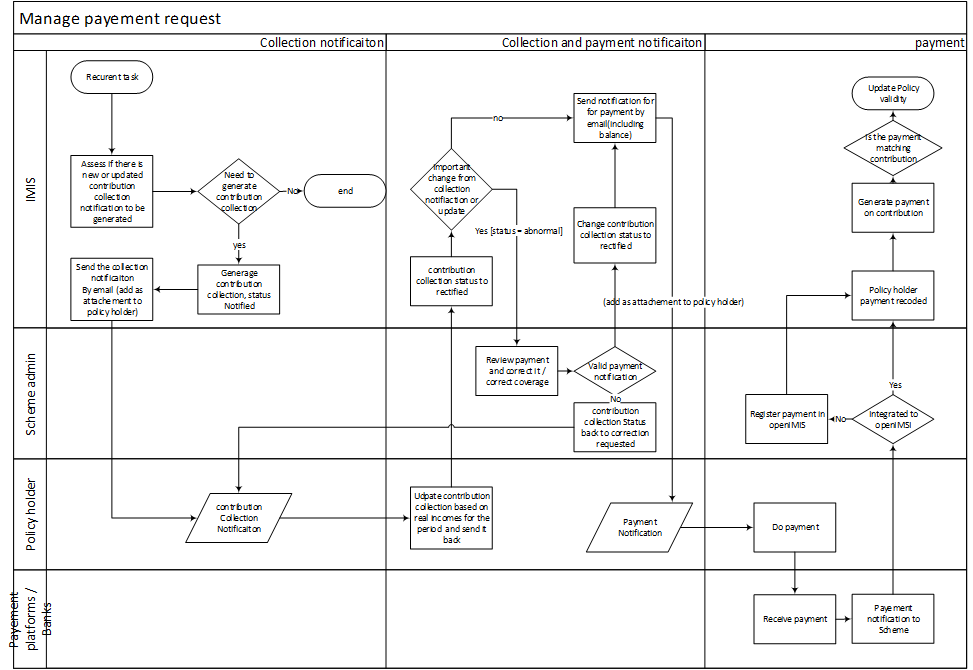 Manage payement request
Collection notificaiton
Collection and payment notificaiton
payment
IMIS
Recurent task
Assess if there is
new or updated
contribution
collection
notification to be
generated
Need to
generate
contribution
collection
No
end
yes
Generage
contribution
collection, status
Notified
Send the collection
notificaiton
By email (add as
attachement to
policy holder)
Important
change from
collection
notifiaction or
update
no
Yes [status = abnormal]
contribution
collection status to
rectified
Send notification for
for payment by
email(including
balance)
Change contribution
collection status to
rectified
(add as attachement to policy holder)
Update Policy
validity
Is the payment
matching
contribution
Generate payment
on contribution
Policy holder
payment recoded
Scheme admin
Review payment
and correct it /
correct coverage
Valid payment
notification
No
contribution
collection Status
back to correction
requested
Register payment in
openIMIS
No
Integrated to
openIMSI
Yes
Policy holder
contribution
Collection
Notificaiton
Udpate contribution
collection based on
real incomes for the
period and send it
back
Payment
Notification
Do payment
Payement
platforms /
Banks
Receive payment
Payement
notification to
Scheme